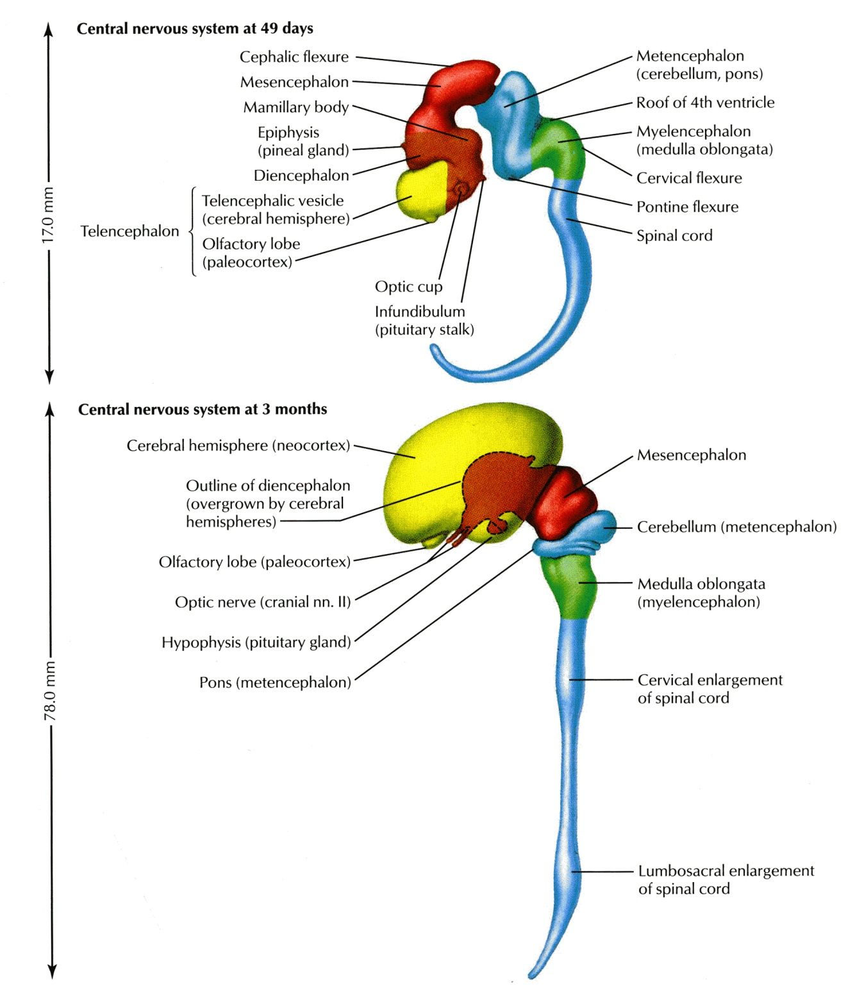 Central nervous system at 49 days
17.0 mm
Cephalic flexure
Mesencephalon
Mamillary body
Epiphysis
(pineal gland)
Diencephalon
Telencephalon
Telencephalic vesicle
(cerebral hemisphere)
Olfactory lobe
(paleocortex)
Optic cup
Infundibulum
(pituitary stalk)
Metencephalon
(cerebellum, pons)
Roof of 4th ventricle
Myelencephalon
(medulla oblongata)
Cervical flexure
Pontine flexure
Spinal cord
Central nervous system at 3 months
78.0 mm
Cerebral hemisphere (neocortex)
Outline of diencephalon
(overgrown by cerebral
hemispheres)
Olfactory lobe (paleocortex)
Optic nerve (cranial nn. II)
Hypophysis (pituitary gland)
Pons (metencephalon)
Mesencephalon
Cerebellum (metencephalon)
Medulla oblongata
(myelencephalon)
Cervical enlargement
of spinal cord
Lumbosacral enlargement
of spinal cord